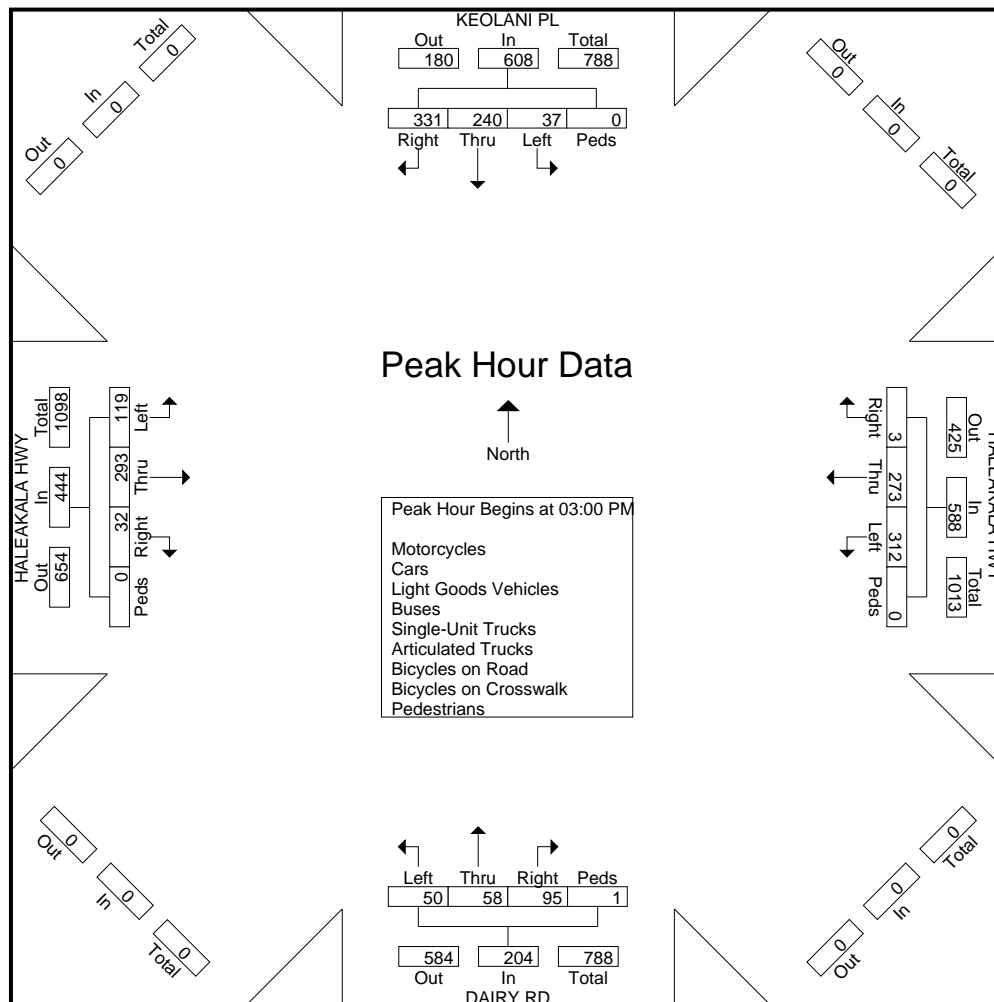 KEOLANI PL
Out In Total
180 608 788
331 240 37 0
Right Thru Left Peds
Total
0
In
0
Out
0
Out
0
In
0
Total
0
HALEAKALA HWY
Total In Out
1098 444 654
119 293 32 0
Left Thru Right Peds
Peak Hour Data
North
Peak Hour Begins at 03:00 PM
Motorcycles
Cars
Light Goods Vehicles
Buses
Single-Unit Trucks
Articulated Trucks
Bicycles on Road
Bicycles on Crosswalk
Pedestrians
Right Thru Left Peds
3 273 312 0
Out In Total
425 588 1013
HALEAKALA HWY
0
Out
0
In
0
Total
Left Thru Right Peds
50 58 95 1
584 204 788
Out In Total
DAIRY RD
0
Total
0
In
0
Out